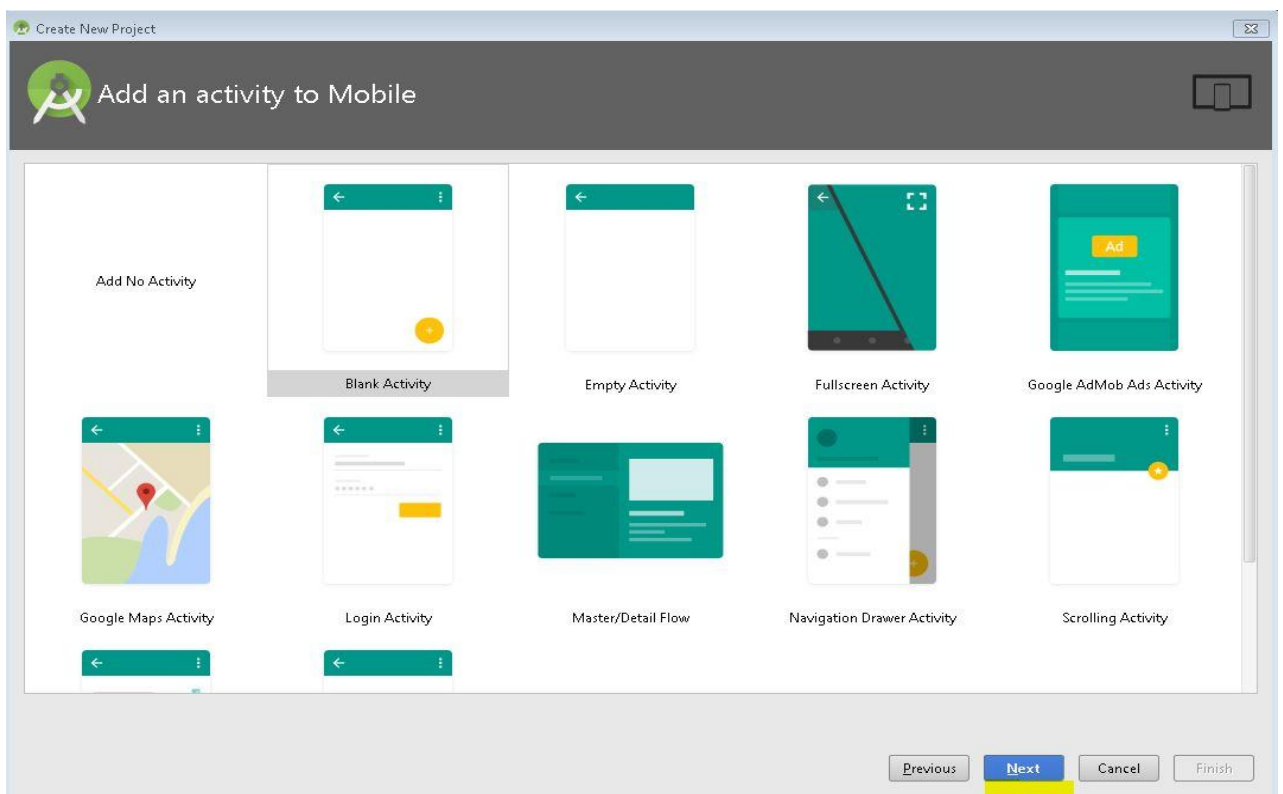 Create New Project
Add an activity to Mobile
Add No Activity
Ad
Blank Activity
Empty Activity
Fullscreen Activity
Google AdMob Ads Activity
Google Maps Activity
Login Activity
Master/Detail Flow
Navigation Drawer Activity
Scrolling Activity
Previous
Next
Cancel
Finish